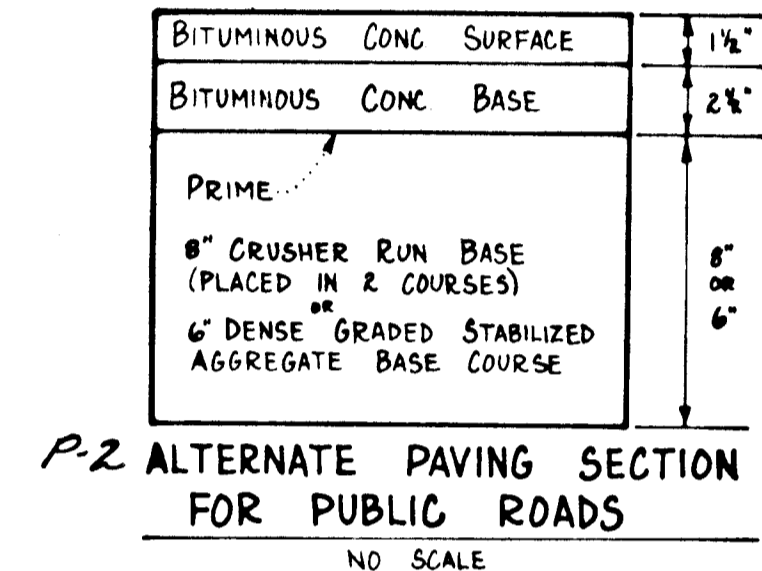 BITUMINOUS CONC SURFACE
1½"
BITUMINOUS CONC. BASE
2½"
PRIME
8" CRUSHER RUN BASE
(PLACED IN 2 COURSES)
OR
6" DENSE GRADED STABILIZED
AGGREGATE BASE COURSE
8"
OR
6"
P-2 ALTERNATE PAVING SECTION
FOR PUBLIC ROADS
NO SCALE